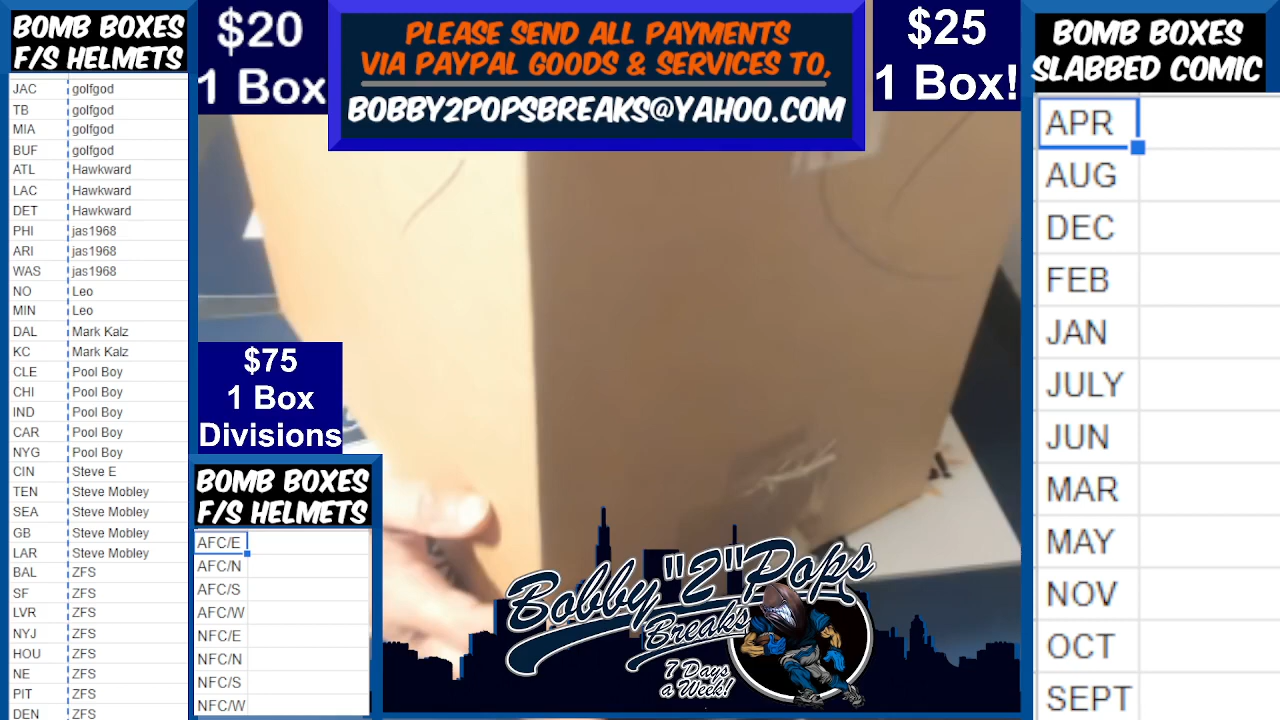 BOMB BOXES
F/S HELMETS
JAC golfgod
TB golfgod
MIA golfgod
BUF golfgod
ATL Hawkward
LAC Hawkward
DET Hawkward
PHI jas1968
ARI jas1968
WAS jas1968
NO Leo
MIN Leo
DAL Mark Kalz
KC Mark Kalz
CLE Pool Boy
CHI Pool Boy
IND Pool Boy
CAR Pool Boy
NYG Pool Boy
CIN Steve E
TEN Steve Mobley
SEA Steve Mobley
GB Steve Mobley
LAR Steve Mobley
BAL ZFS
SF ZFS
LVR ZFS
NYJ ZFS
HOU ZFS
NE ZFS
PIT ZFS
DEN ZFS
$20
1 Box
PLEASE SEND ALL PAYMENTS
VIA PAYPAL GOODS & SERVICES TO,
BOBBY2POPSBREAKS@YAHOO.COM
$25
1 Box!
$75
1 Box
Divisions
BOMB BOXES
F/S HELMETS
AFC/E
AFC/N
AFC/S
AFC/W
NFC/E
NFC/N
NFC/S
NFC/W
Bobby "2" Pops
Breaks
7 Days
a Week!
BOMB BOXES
SLABBED COMIC
APR
AUG
DEC
FEB
JAN
JULY
JUN
MAR
MAY
NOV
OCT
SEPT